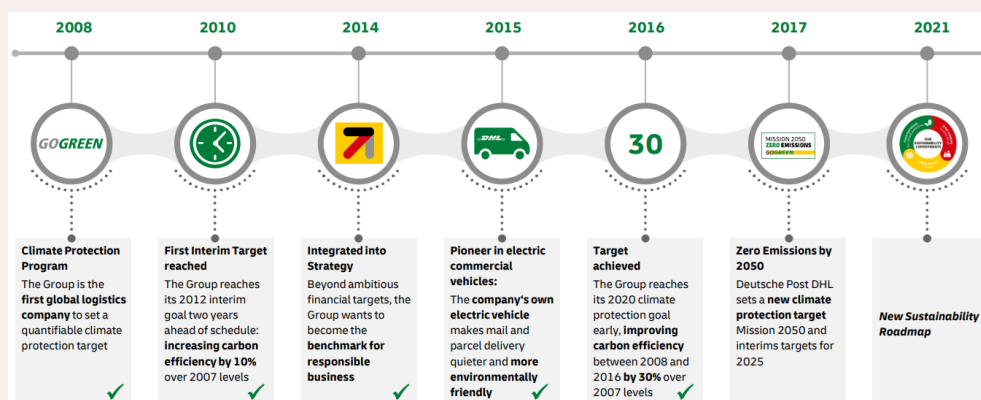 2008
2010
2014
2015
2016
2017
2021
GOGREEN
DHL
30
MISSION 2050
ZERO EMISSIONS
GOGREEN
OUR
SUSTAINABILITY
COMMITMENTS
Climate Protection
Program
The Group is the
first global logistics
company to set a
quantifiable climate
protection target
First Interim Target
reached
The Group reaches
its 2012 interim
goal two years
ahead of schedule:
increasing carbon
efficiency by 10%
over 2007 levels
Integrated into
Strategy
Beyond ambitious
financial targets, the
Group wants to
become the
benchmark for
responsible
business
Pioneer in electric
commercial
vehicles:
The company's own
electric vehicle
makes mail and
parcel delivery
quieter and more
environmentally
friendly
Target
achieved
The Group reaches
its 2020 climate
protection goal
early, improving
carbon efficiency
between 2008 and
2016 by 30% over
2007 levels
Zero Emissions by
2050
Deutsche Post DHL
sets a new climate
protection target
Mission 2050 and
interims targets for
2025
New Sustainability
Roadmap